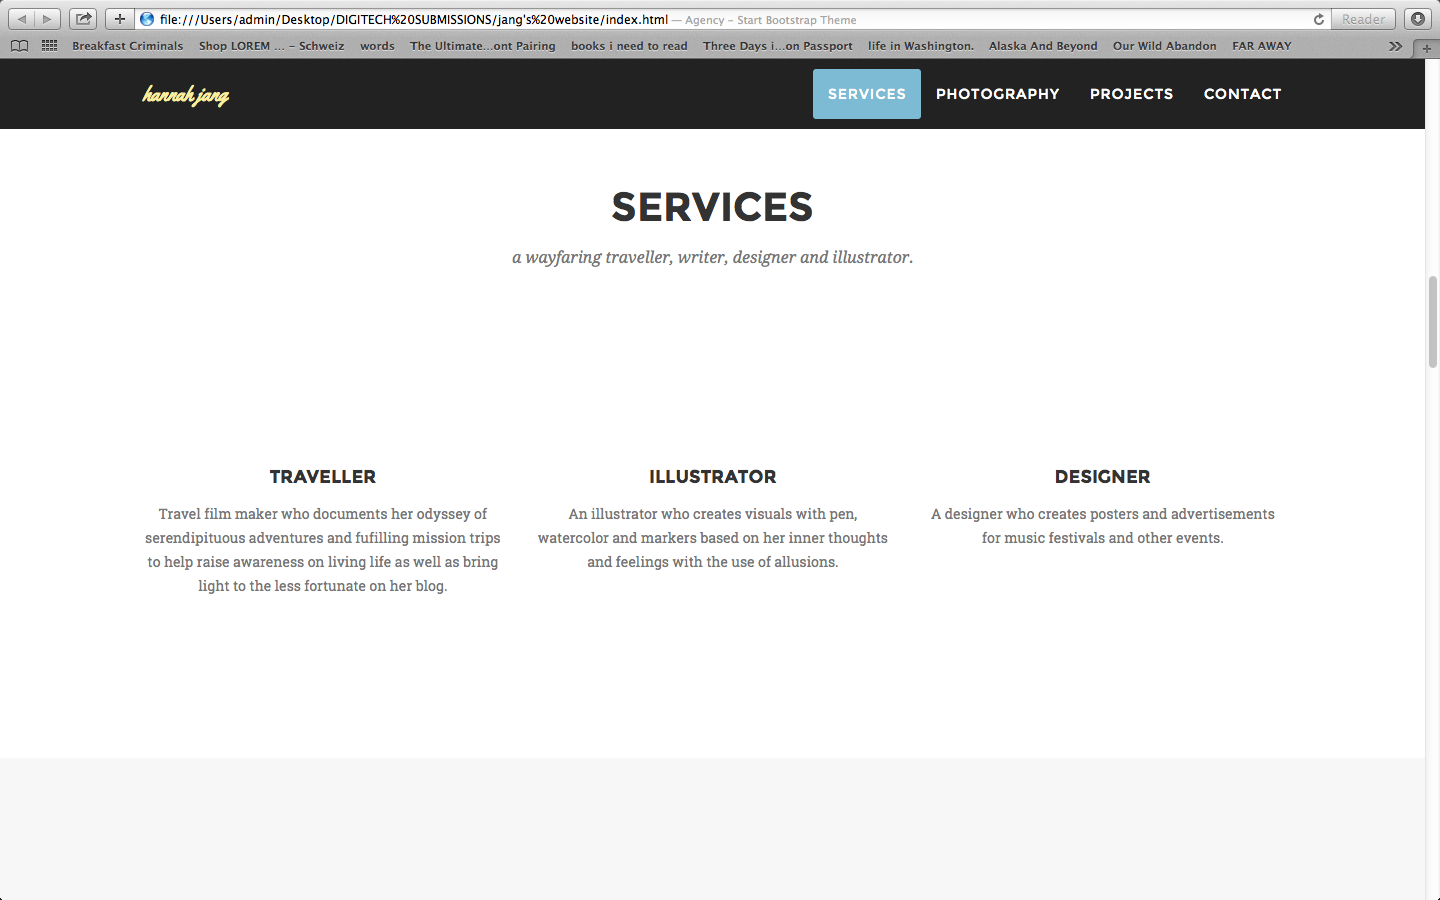 file:///Users/admin/Desktop/DIGITECH%20SUBMISSIONS/jang's%20website/index.html — Agency – Start Bootstrap Theme
Reader
Breakfast Criminals Shop LOREM ... – Schweiz words The Ultimate...ont Pairing books i need to read Three Days i...on Passport life in Washington. Alaska And Beyond Our Wild Abandon FAR AWAY
hannah jang SERVICES PHOTOGRAPHY PROJECTS CONTACT
SERVICES
a wayfaring traveller, writer, designer and illustrator.
TRAVELLER
Travel film maker who documents her odyssey of
serendipituous adventures and fufilling mission trips
to help raise awareness on living life as well as bring
light to the less fortunate on her blog.
ILLUSTRATOR
An illustrator who creates visuals with pen,
watercolor and markers based on her inner thoughts
and feelings with the use of allusions.
DESIGNER
A designer who creates posters and advertisements
for music festivals and other events.